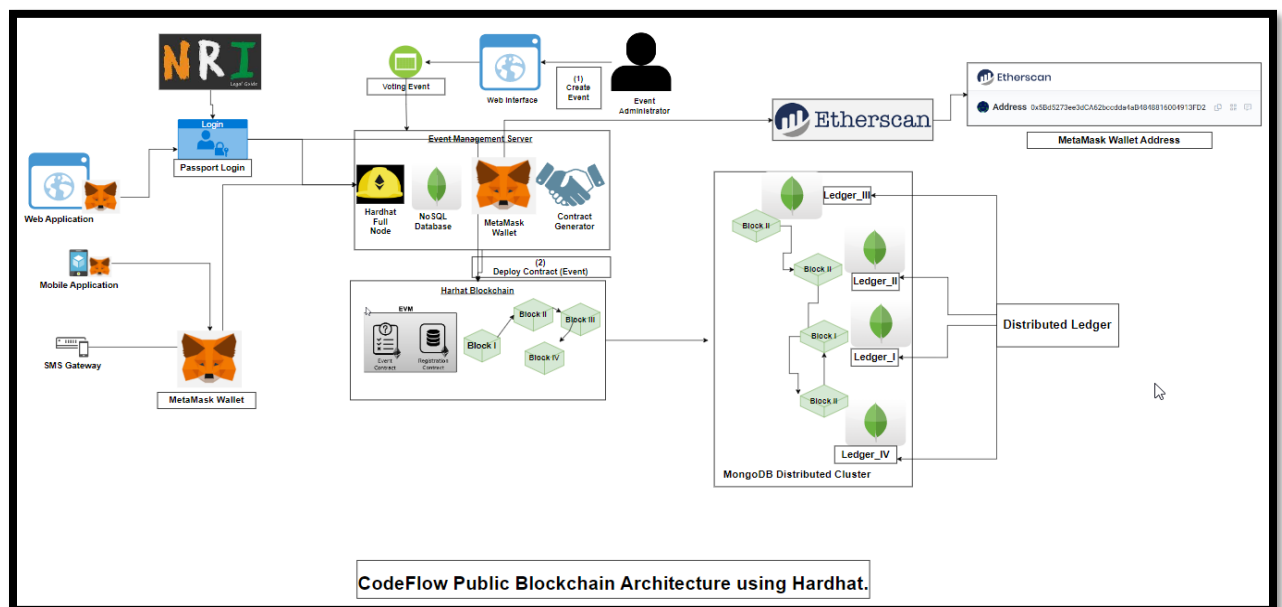 NRI
Legal Guide
Login
Passport Login
Web Application
Mobile Application
SMS Gateway
MetaMask Wallet
Voting Event
Web Interface
(1)
Create
Event
Event
Administrator
Event Management Server
Hardhat
Full
Node
NoSQL
Database
MetaMask
Wallet
Contract
Generator
(2)
Deploy Contract (Event)
Harhat Blockchain
EVM
Event
Contract
Registration
Contract
Block I
Block II
Block III
Block IV
Etherscan
Etherscan
Address 0x5Bd5273ee3dCA62bccdda4aB4848816004913FD2
MetaMask Wallet Address
Ledger_III
Block II
Block II
Ledger_II
Block I
Ledger_I
Block II
Ledger_IV
MongoDB Distributed Cluster
Distributed Ledger
CodeFlow Public Blockchain Architecture using Hardhat.